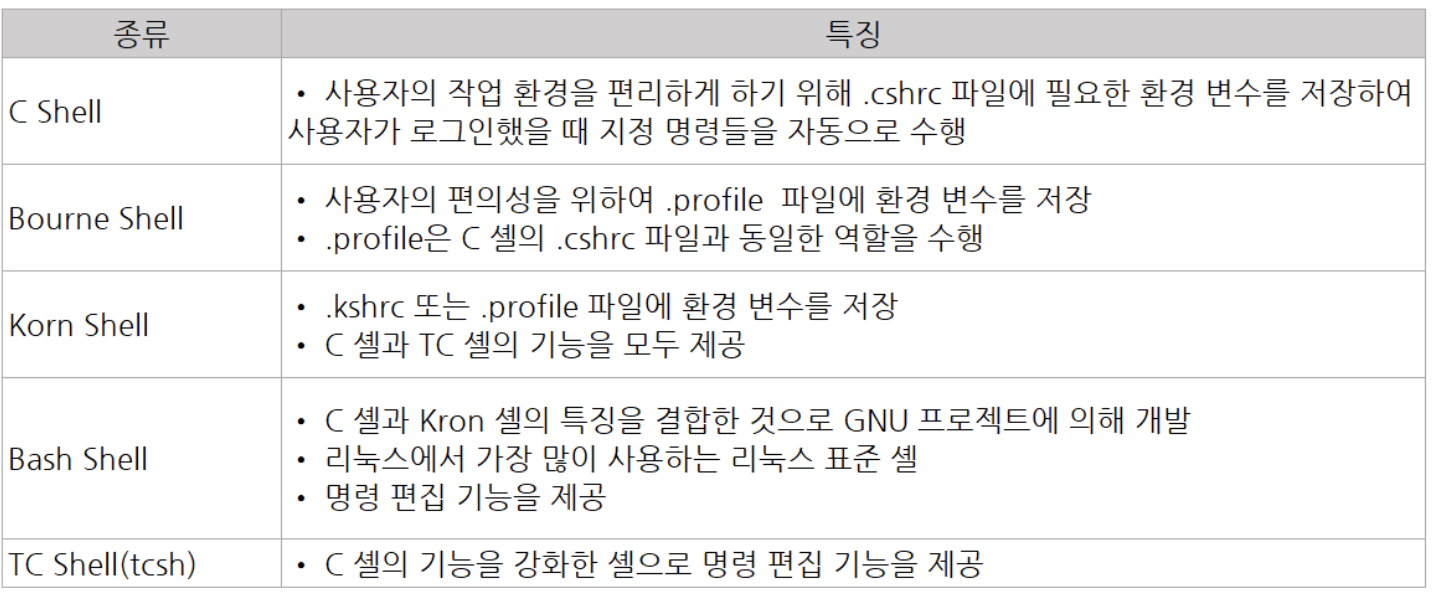 종류
특징
C Shell
• 사용자의 작업 환경을 편리하게 하기 위해 .cshrc 파일에 필요한 환경 변수를 저장하여
사용자가 로그인했을 때 지정 명령들을 자동으로 수행
Bourne Shell
• 사용자의 편의성을 위하여 .profile 파일에 환경 변수를 저장
• .profile은 C 셸의 .cshrc 파일과 동일한 역할을 수행
Korn Shell
• .kshrc 또는 .profile 파일에 환경 변수를 저장
• C 셸과 TC 셸의 기능을 모두 제공
Bash Shell
• C 셸과 Kron 셸의 특징을 결합한 것으로 GNU 프로젝트에 의해 개발
• 리눅스에서 가장 많이 사용하는 리눅스 표준 셸
• 명령 편집 기능을 제공
TC Shell(tcsh)
• C 셸의 기능을 강화한 셸으로 명령 편집 기능을 제공